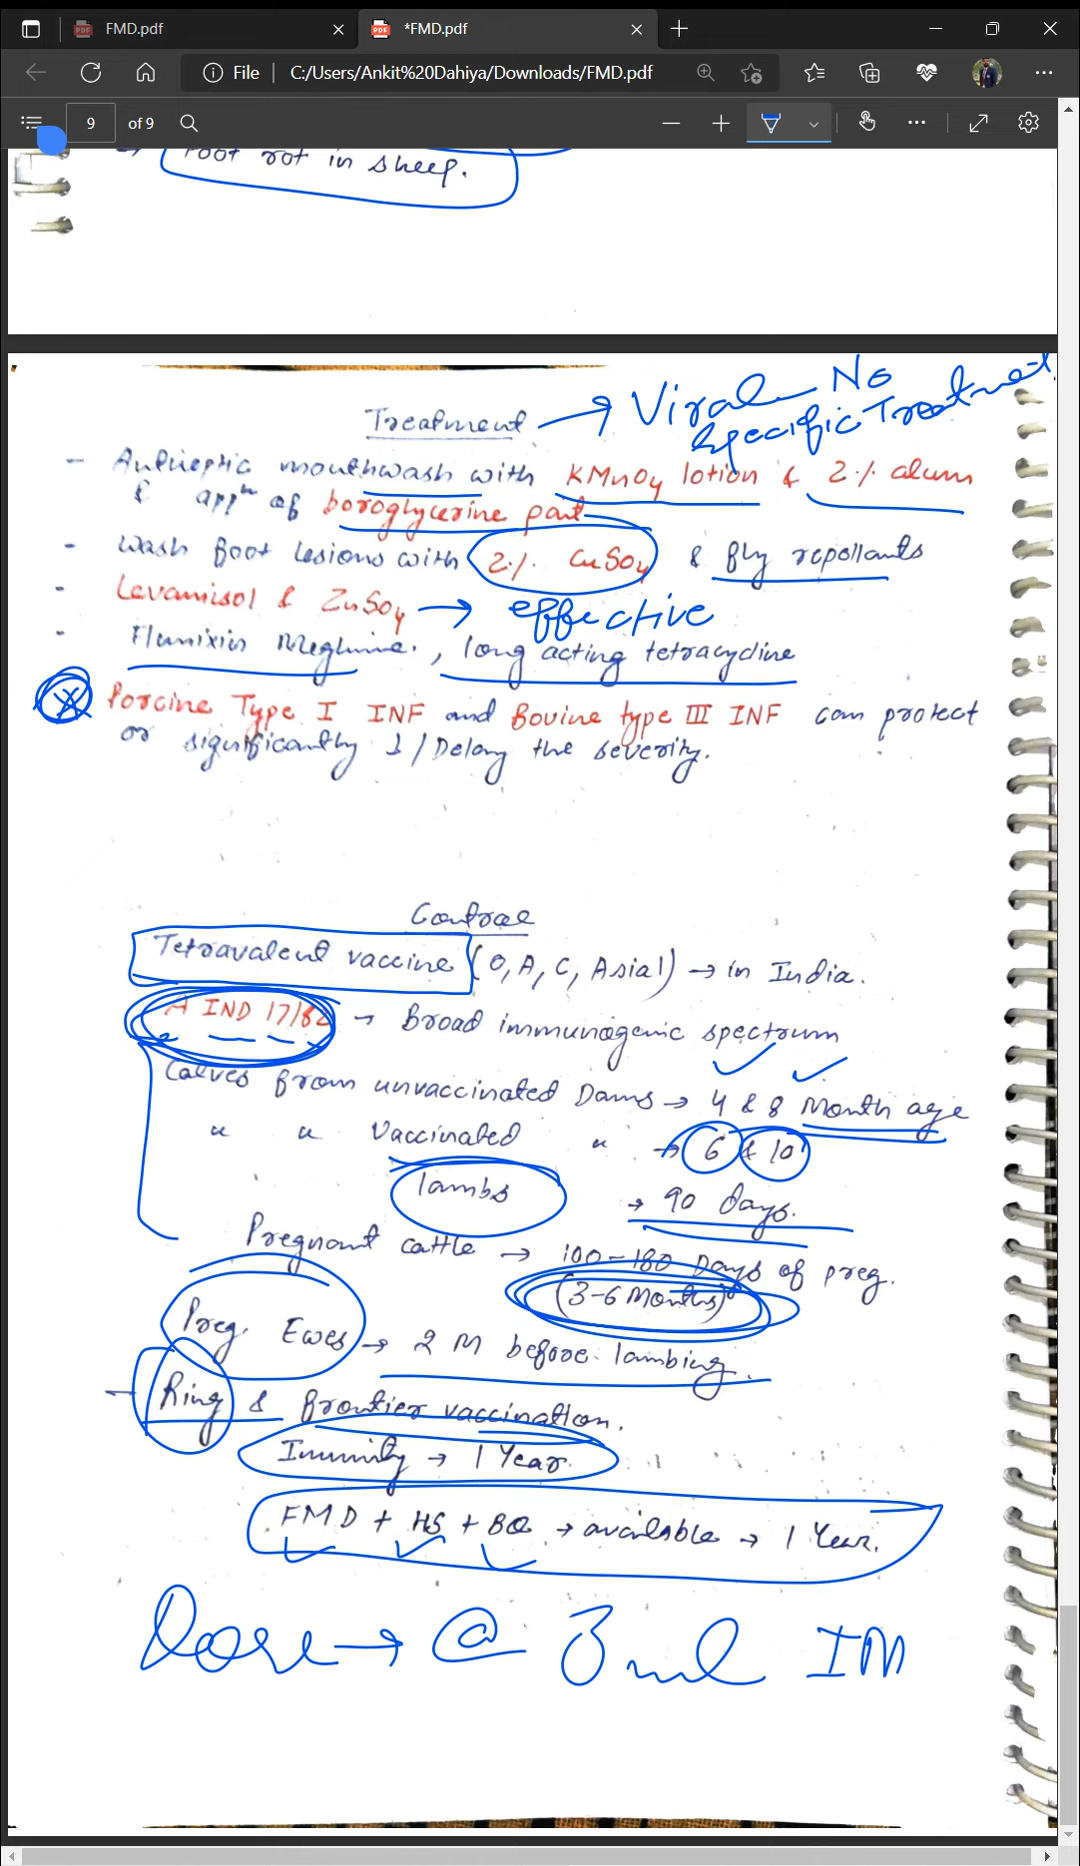 FMD.pdf
*FMD.pdf
File C:/Users/Ankit%20Dahiya/Downloads/FMD.pdf
9 of 9
Foot rot in sheep.
Treatment → Viral No Specific Treatment
- Antiseptic mouthwash with KMnO4 lotion & 2% alum
& appn of boroglycerine paint
- Wash foot lesions with 2% CuSO4 & fly repellants
- Levamisol & ZnSO4 → effective
- Flunixin Meglumine, long acting tetracycline
Porcine Type I INF and Bovine type III INF can protect
or significantly ↓/Delay the severity.
Control
Tetravalent vaccine (O, A, C, Asia1) → in India.
A IND 17/82 → Broad immunogenic spectrum
Calves from unvaccinated Dams → 4 & 8 Month age
" " Vaccinated " → 6 & 10
lambs → 90 days.
Pregnant cattle → 100-180 Days of preg.
(3-6 Months)
Preg. Ewes → 2 M before lambing.
- Ring & Frontier vaccination.
Immunity → 1 Year.
FMD + HS + BQ → available → 1 Year.
Dose → @ 3 ml IM